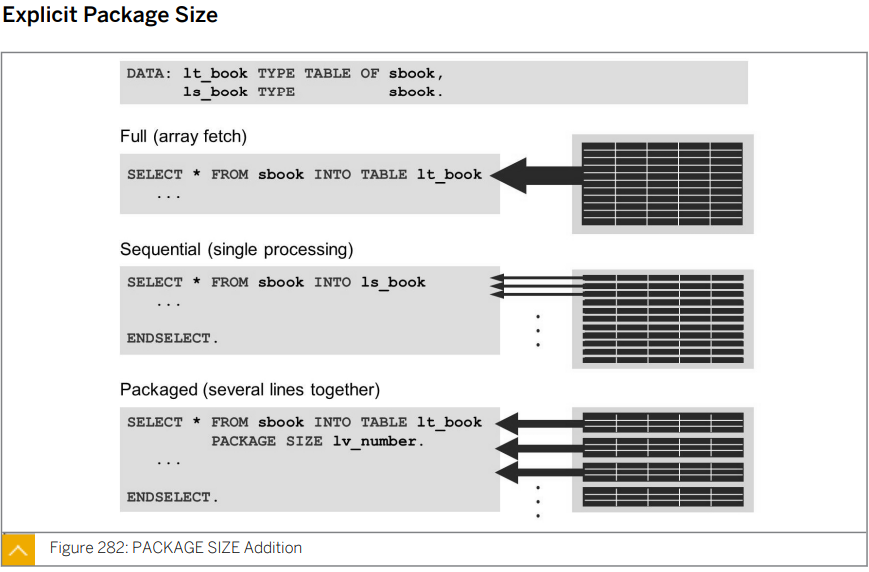 Explicit Package Size
DATA: lt_book TYPE TABLE OF sbook,
ls_book TYPE sbook.
Full (array fetch)
SELECT * FROM sbook INTO TABLE lt_book
...
Sequential (single processing)
SELECT * FROM sbook INTO ls_book
...
ENDSELECT.
Packaged (several lines together)
SELECT * FROM sbook INTO TABLE lt_book
PACKAGE SIZE lv_number.
...
ENDSELECT.
Figure 282: PACKAGE SIZE Addition